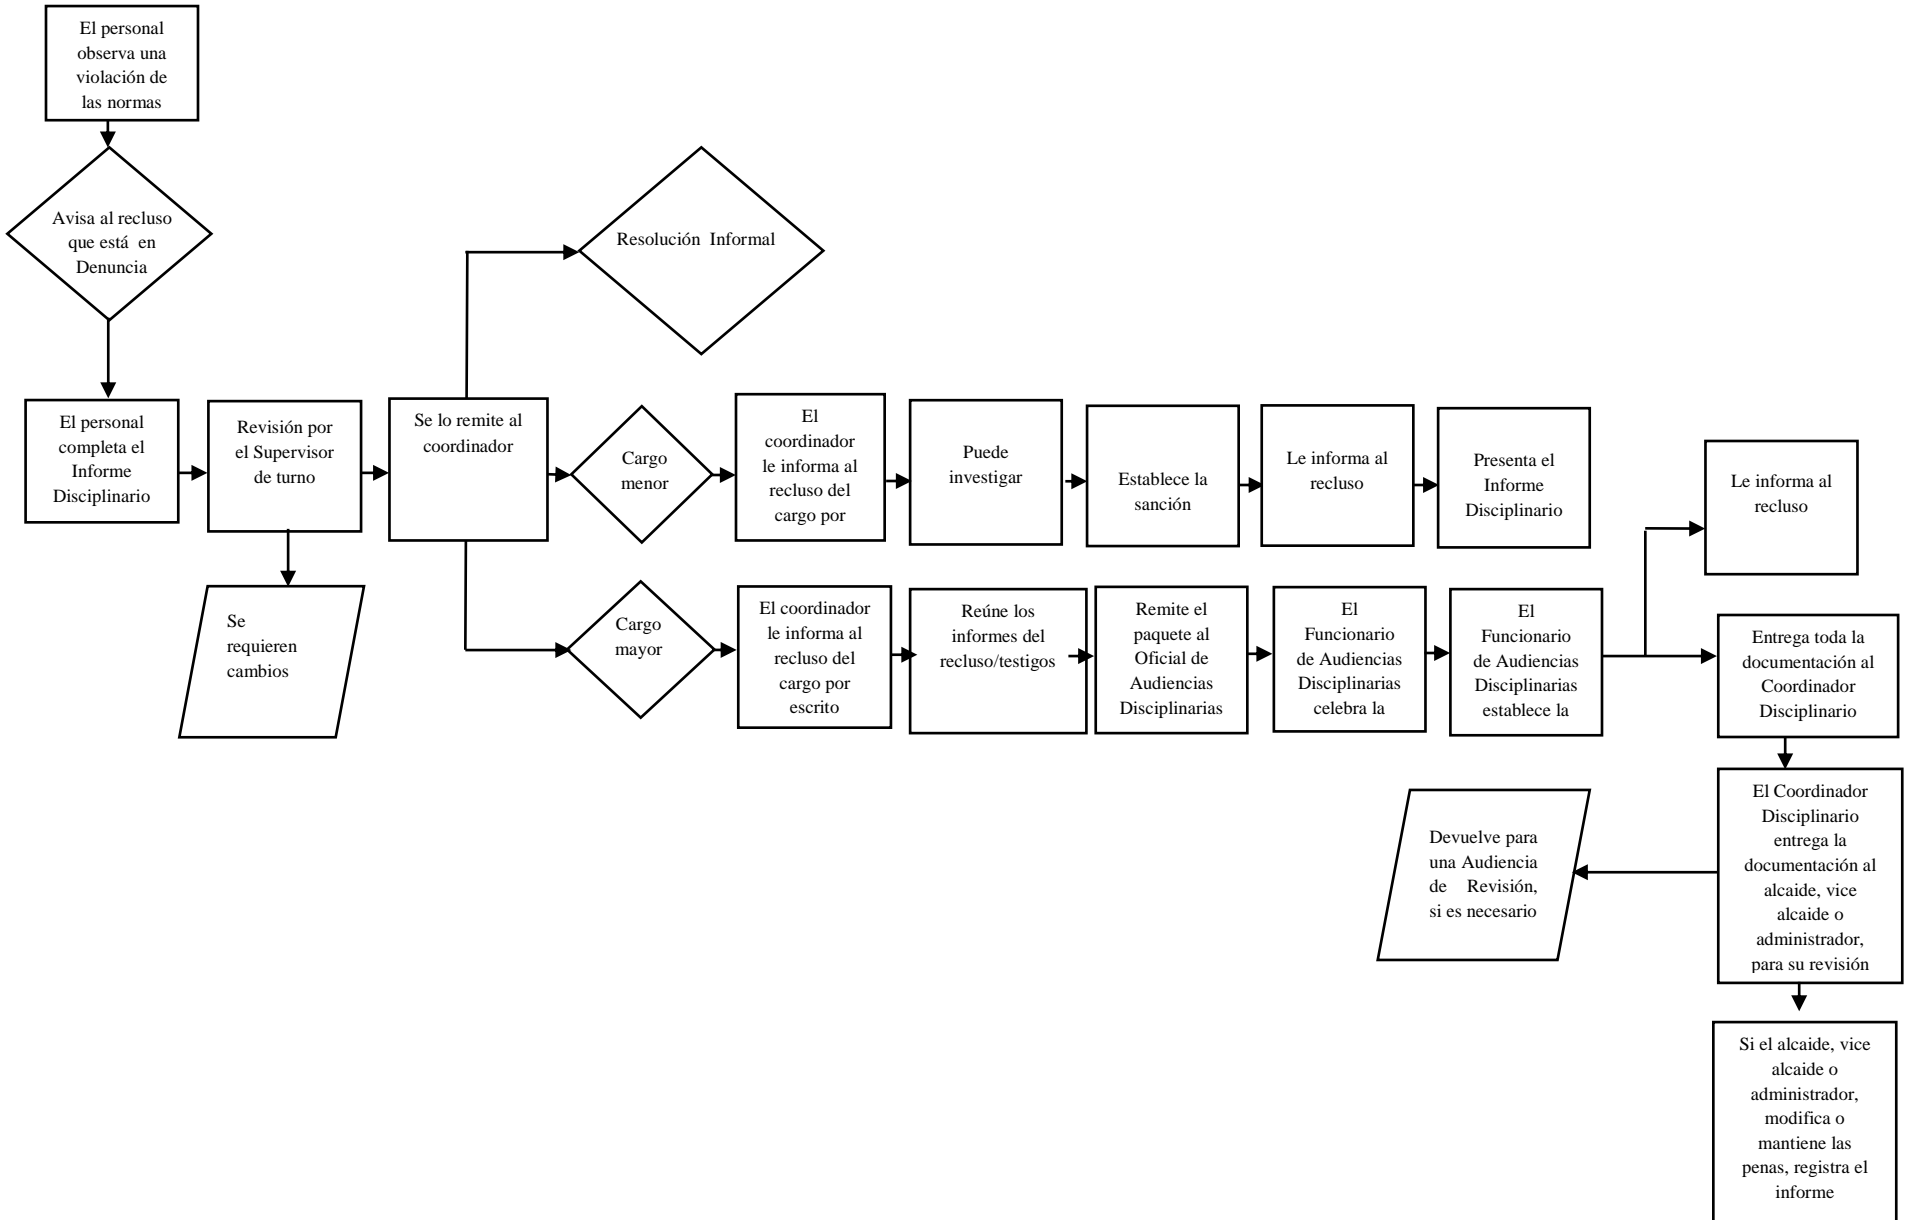 El personal
observa una
violación de
las normas
Avisa al recluso
que está en
Denuncia
El personal
completa el
Informe
Disciplinario
Revisión por
el Supervisor
de turno
Se
requieren
cambios
Se lo remite al
coordinador
Resolución Informal
Cargo
menor
El
coordinador
le informa al
recluso del
cargo por
Puede
investigar
Establece la
sanción
Le informa al
recluso
Presenta el
Informe
Disciplinario
Cargo
mayor
El coordinador
le informa al
recluso del
cargo por
escrito
Reúne los
informes del
recluso/testigos
Remite el
paquete al
Oficial de
Audiencias
Disciplinarias
El
Funcionario
de Audiencias
Disciplinarias
celebra la
El
Funcionario
de Audiencias
Disciplinarias
establece la
Le informa al
recluso
Entrega toda la
documentación al
Coordinador
Disciplinario
El Coordinador
Disciplinario
entrega la
documentación al
alcaide, vice
alcaide o
administrador,
para su revisión
Devuelve para
una Audiencia
de Revisión,
si es necesario
Si el alcaide, vice
alcaide o
administrador,
modifica o
mantiene las
penas, registra el
informe